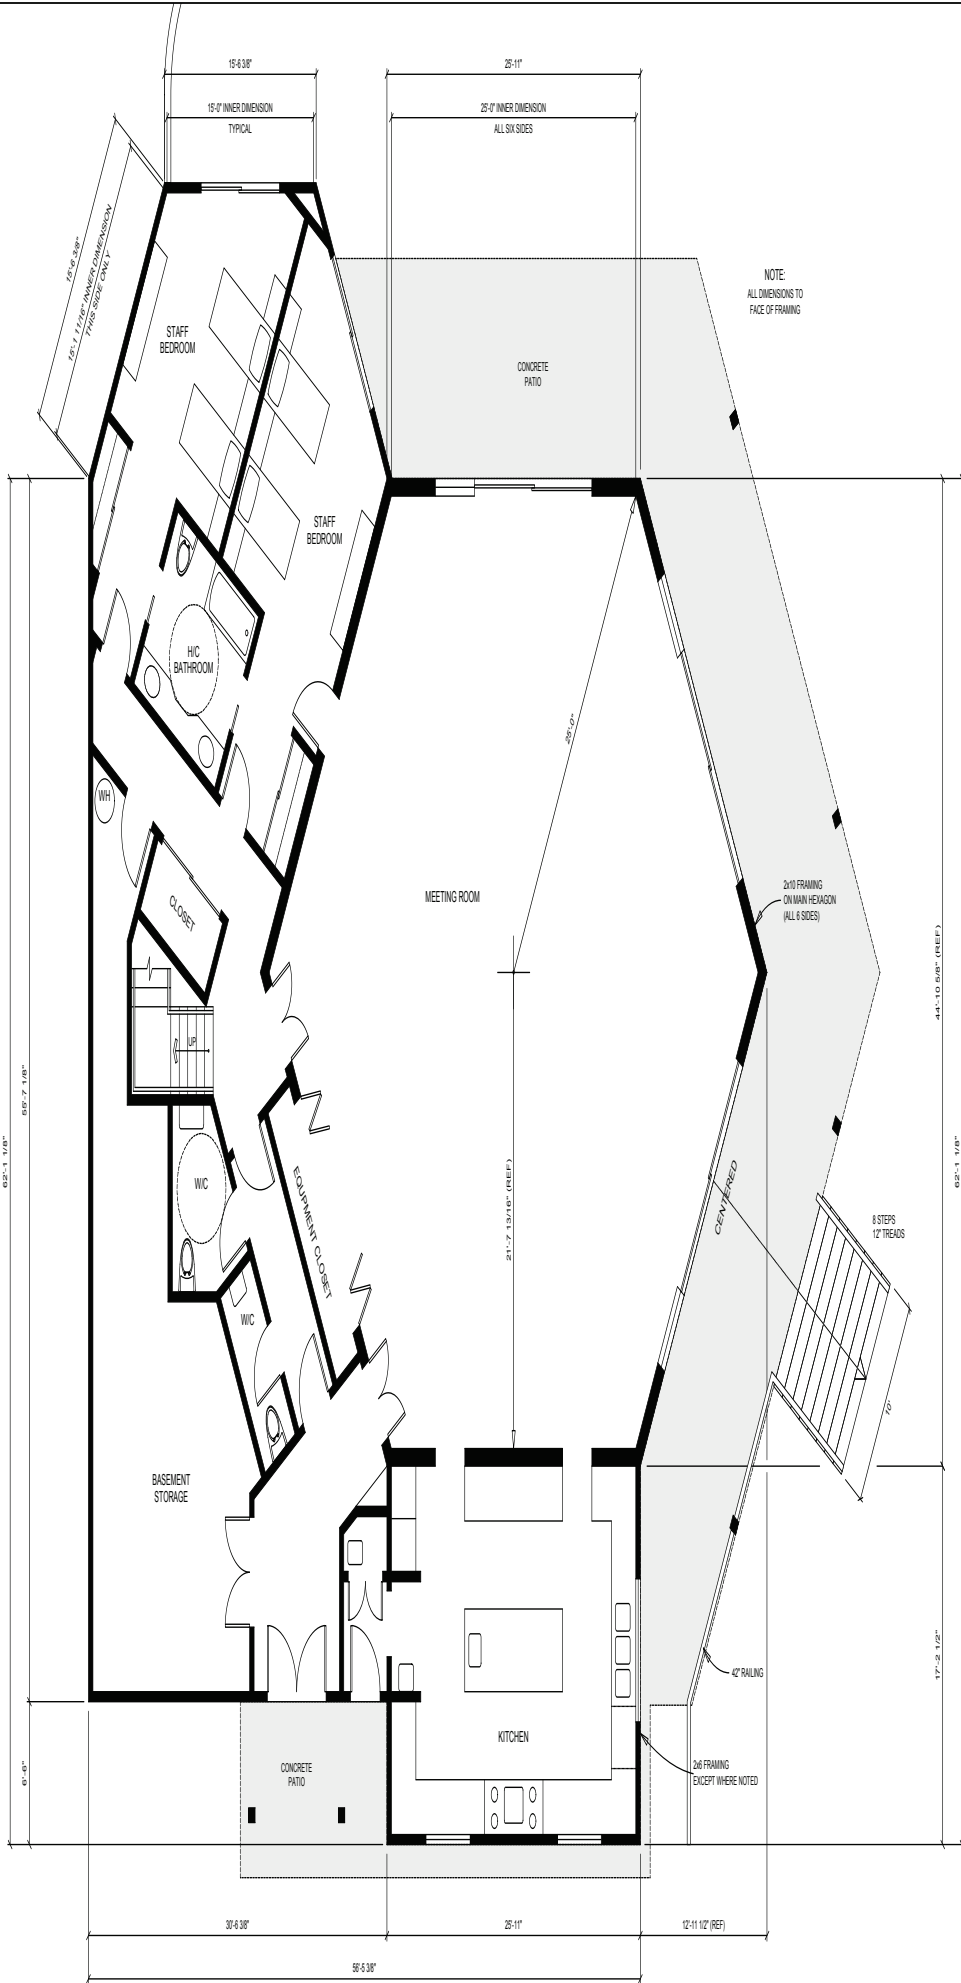 15'-6 3/8"
25'-11"
15'-0" INNER DIMENSION
TYPICAL
25'-0" INNER DIMENSION
ALL SIX SIDES
15'-6 3/8"
15'-1 11/16" INNER DIMENSION
THIS SIDE ONLY
NOTE:
ALL DIMENSIONS TO
FACE OF FRAMING
STAFF
BEDROOM
CONCRETE
PATIO
STAFF
BEDROOM
H/C
BATHROOM
25'-0"
WH
CLOSET
MEETING ROOM
2x10 FRAMING
ON MAIN HEXAGON
(ALL 6 SIDES)
44'-10 5/8" (REF)
UP
55'-7 1/8"
62'-1 1/8"
62'-1 1/8"
W/C
EQUPMENT CLOSET
21'-7 13/16" (REF)
CENTERED
8 STEPS
12" TREADS
W/C
10'
BASEMENT
STORAGE
17'-2 1/2"
42" RAILING
KITCHEN
6'-6"
CONCRETE
PATIO
2x6 FRAMING
EXCEPT WHERE NOTED
30'-6 3/8"
25'-11"
12'-11 1/2" (REF)
56'-5 3/8"